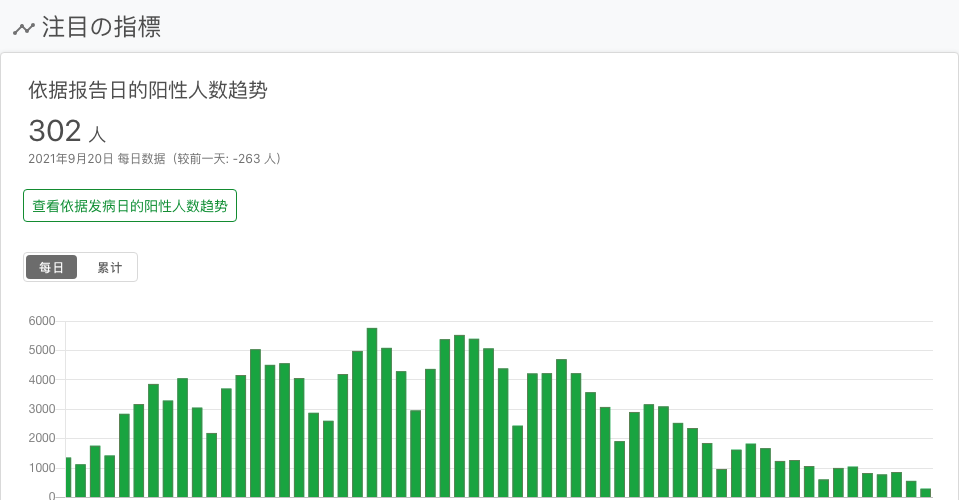 注目の指標
依据报告日的阳性人数趋势
302 人
2021年9月20日 每日数据（较前一天: -263 人）
查看依据发病日的阳性人数趋势
每日 累计
6000
5000
4000
3000
2000
1000
0